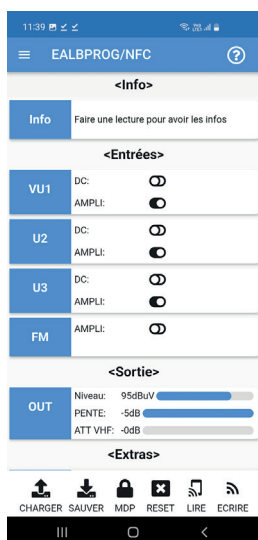 11:39
EALBPROG/NFC
<Info>
Info
Faire une lecture pour avoir les infos
<Entrées>
VU1
DC:
AMPLI:
U2
DC:
AMPLI:
U3
DC:
AMPLI:
FM
AMPLI:
<Sortie>
OUT
Niveau: 95dBuV
PENTE: -5dB
ATT VHF: -0dB
<Extras>
CHARGER SAUVER MDP RESET LIRE ECRIRE